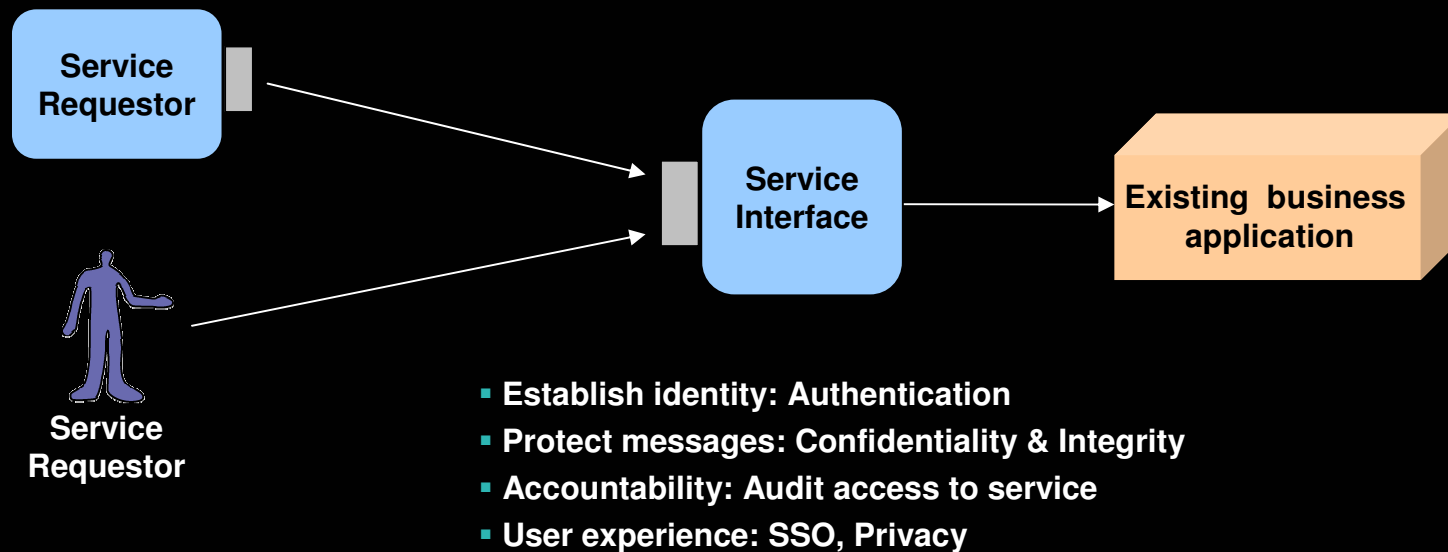 Service
Requestor
Service
Interface
Existing business
application
Service
Requestor
▪ Establish identity: Authentication
▪ Protect messages: Confidentiality & Integrity
▪ Accountability: Audit access to service
▪ User experience: SSO, Privacy